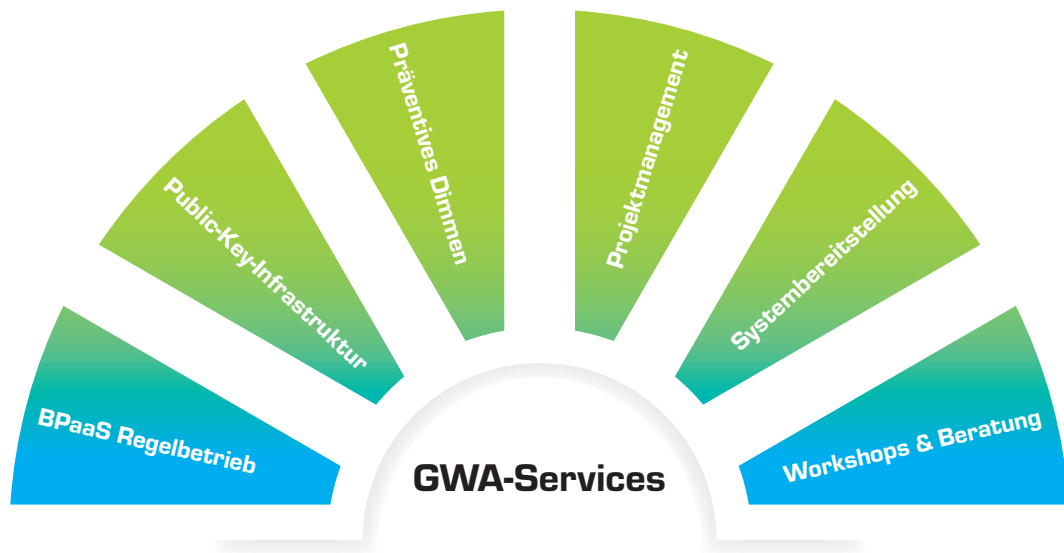 BPaaS Regelbetrieb
Public-Key-Infrastruktur
Präventives Dimmen
Projektmanagement
Systembereitstellung
Workshops & Beratung
GWA-Services